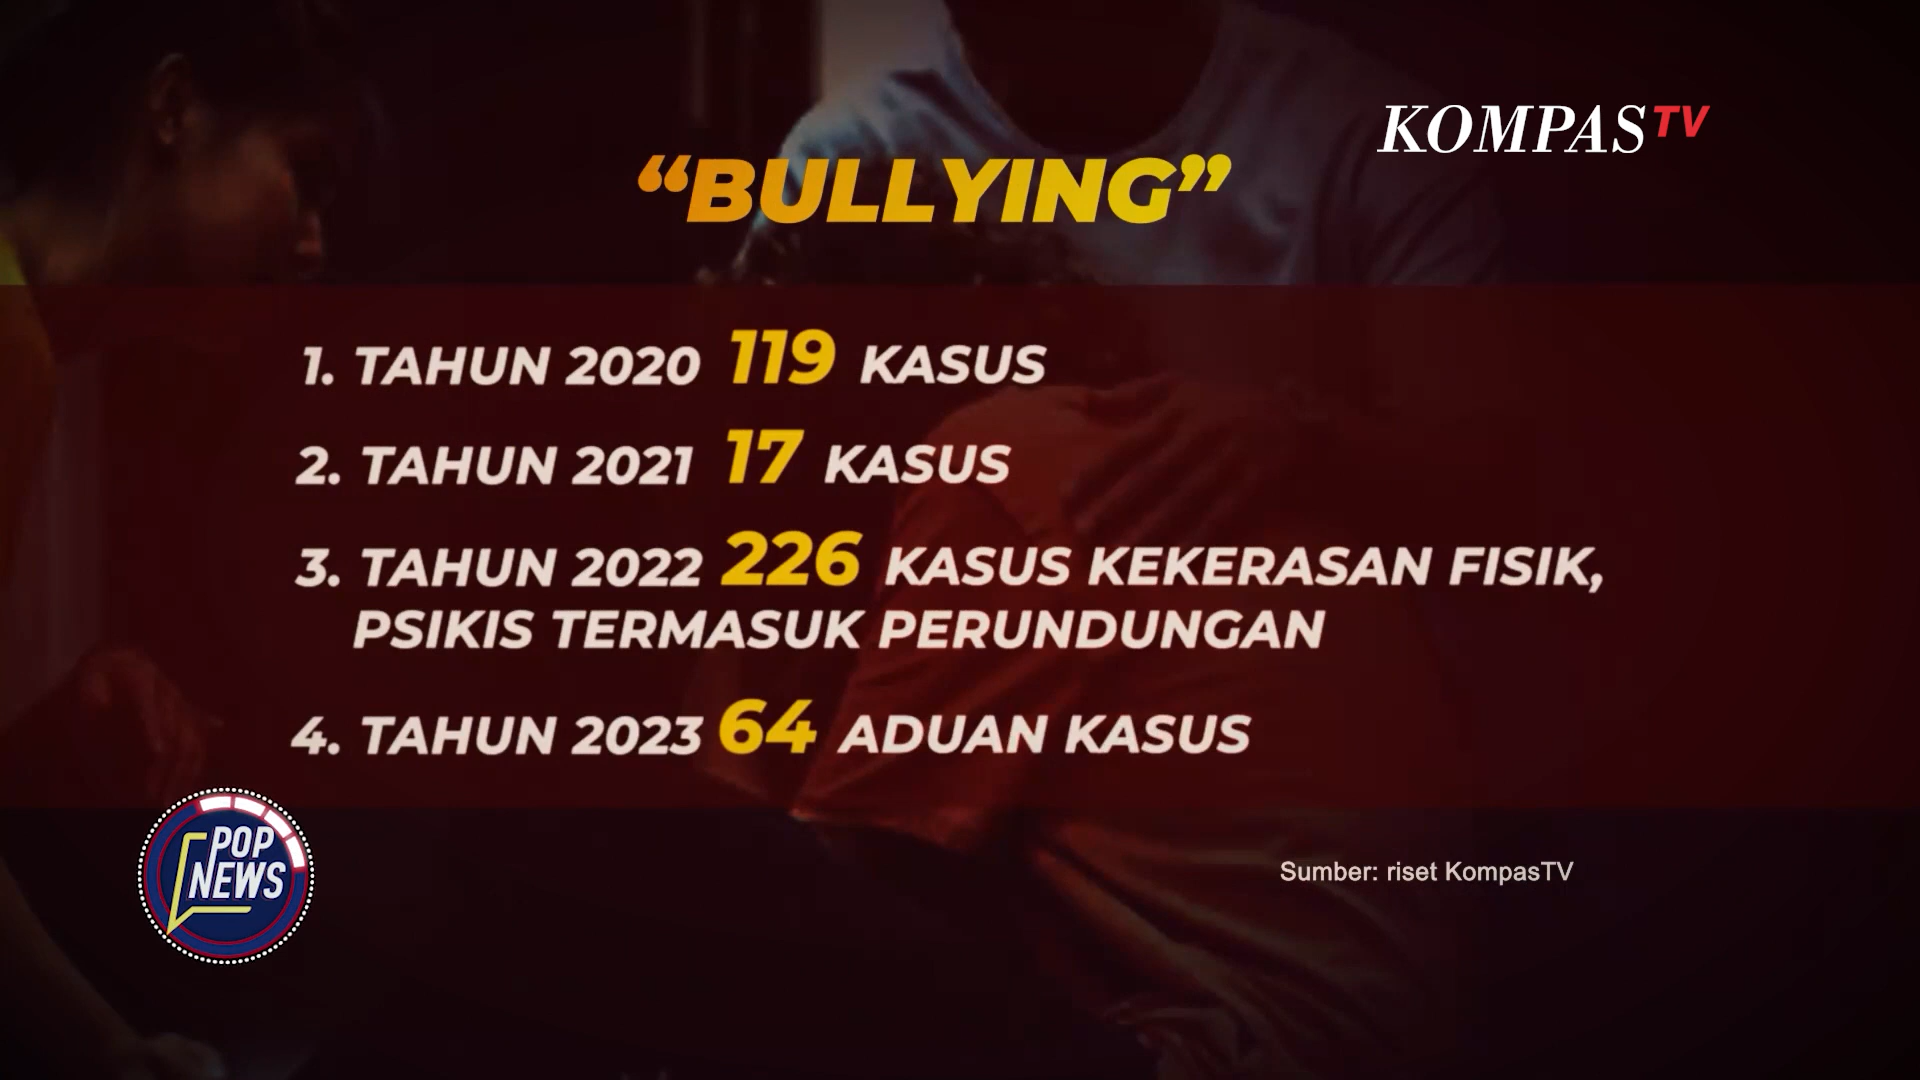 KOMPASTV
“BULLYING”
1. TAHUN 2020 119 KASUS
2. TAHUN 2021 17 KASUS
3. TAHUN 2022 226 KASUS KEKERASAN FISIK,
PSIKIS TERMASUK PERUNDUNGAN
4. TAHUN 2023 64 ADUAN KASUS
POP
NEWS
Sumber: riset KompasTV